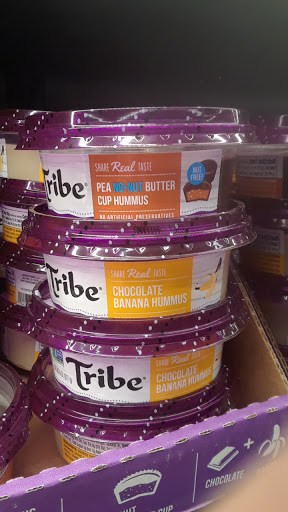 Tribe®
SHARE Real TASTE
PEA NO-NUT BUTTER
CUP HUMMUS
NO ARTIFICIAL PRESERVATIVES
NUT
FREE!
Tribe®
SHARE Real TASTE
CHOCOLATE
BANANA HUMMUS
Tribe®
SHARE Real TASTE
CHOCOLATE
BANANA HUMMUS
CHOCOLATE
CUP